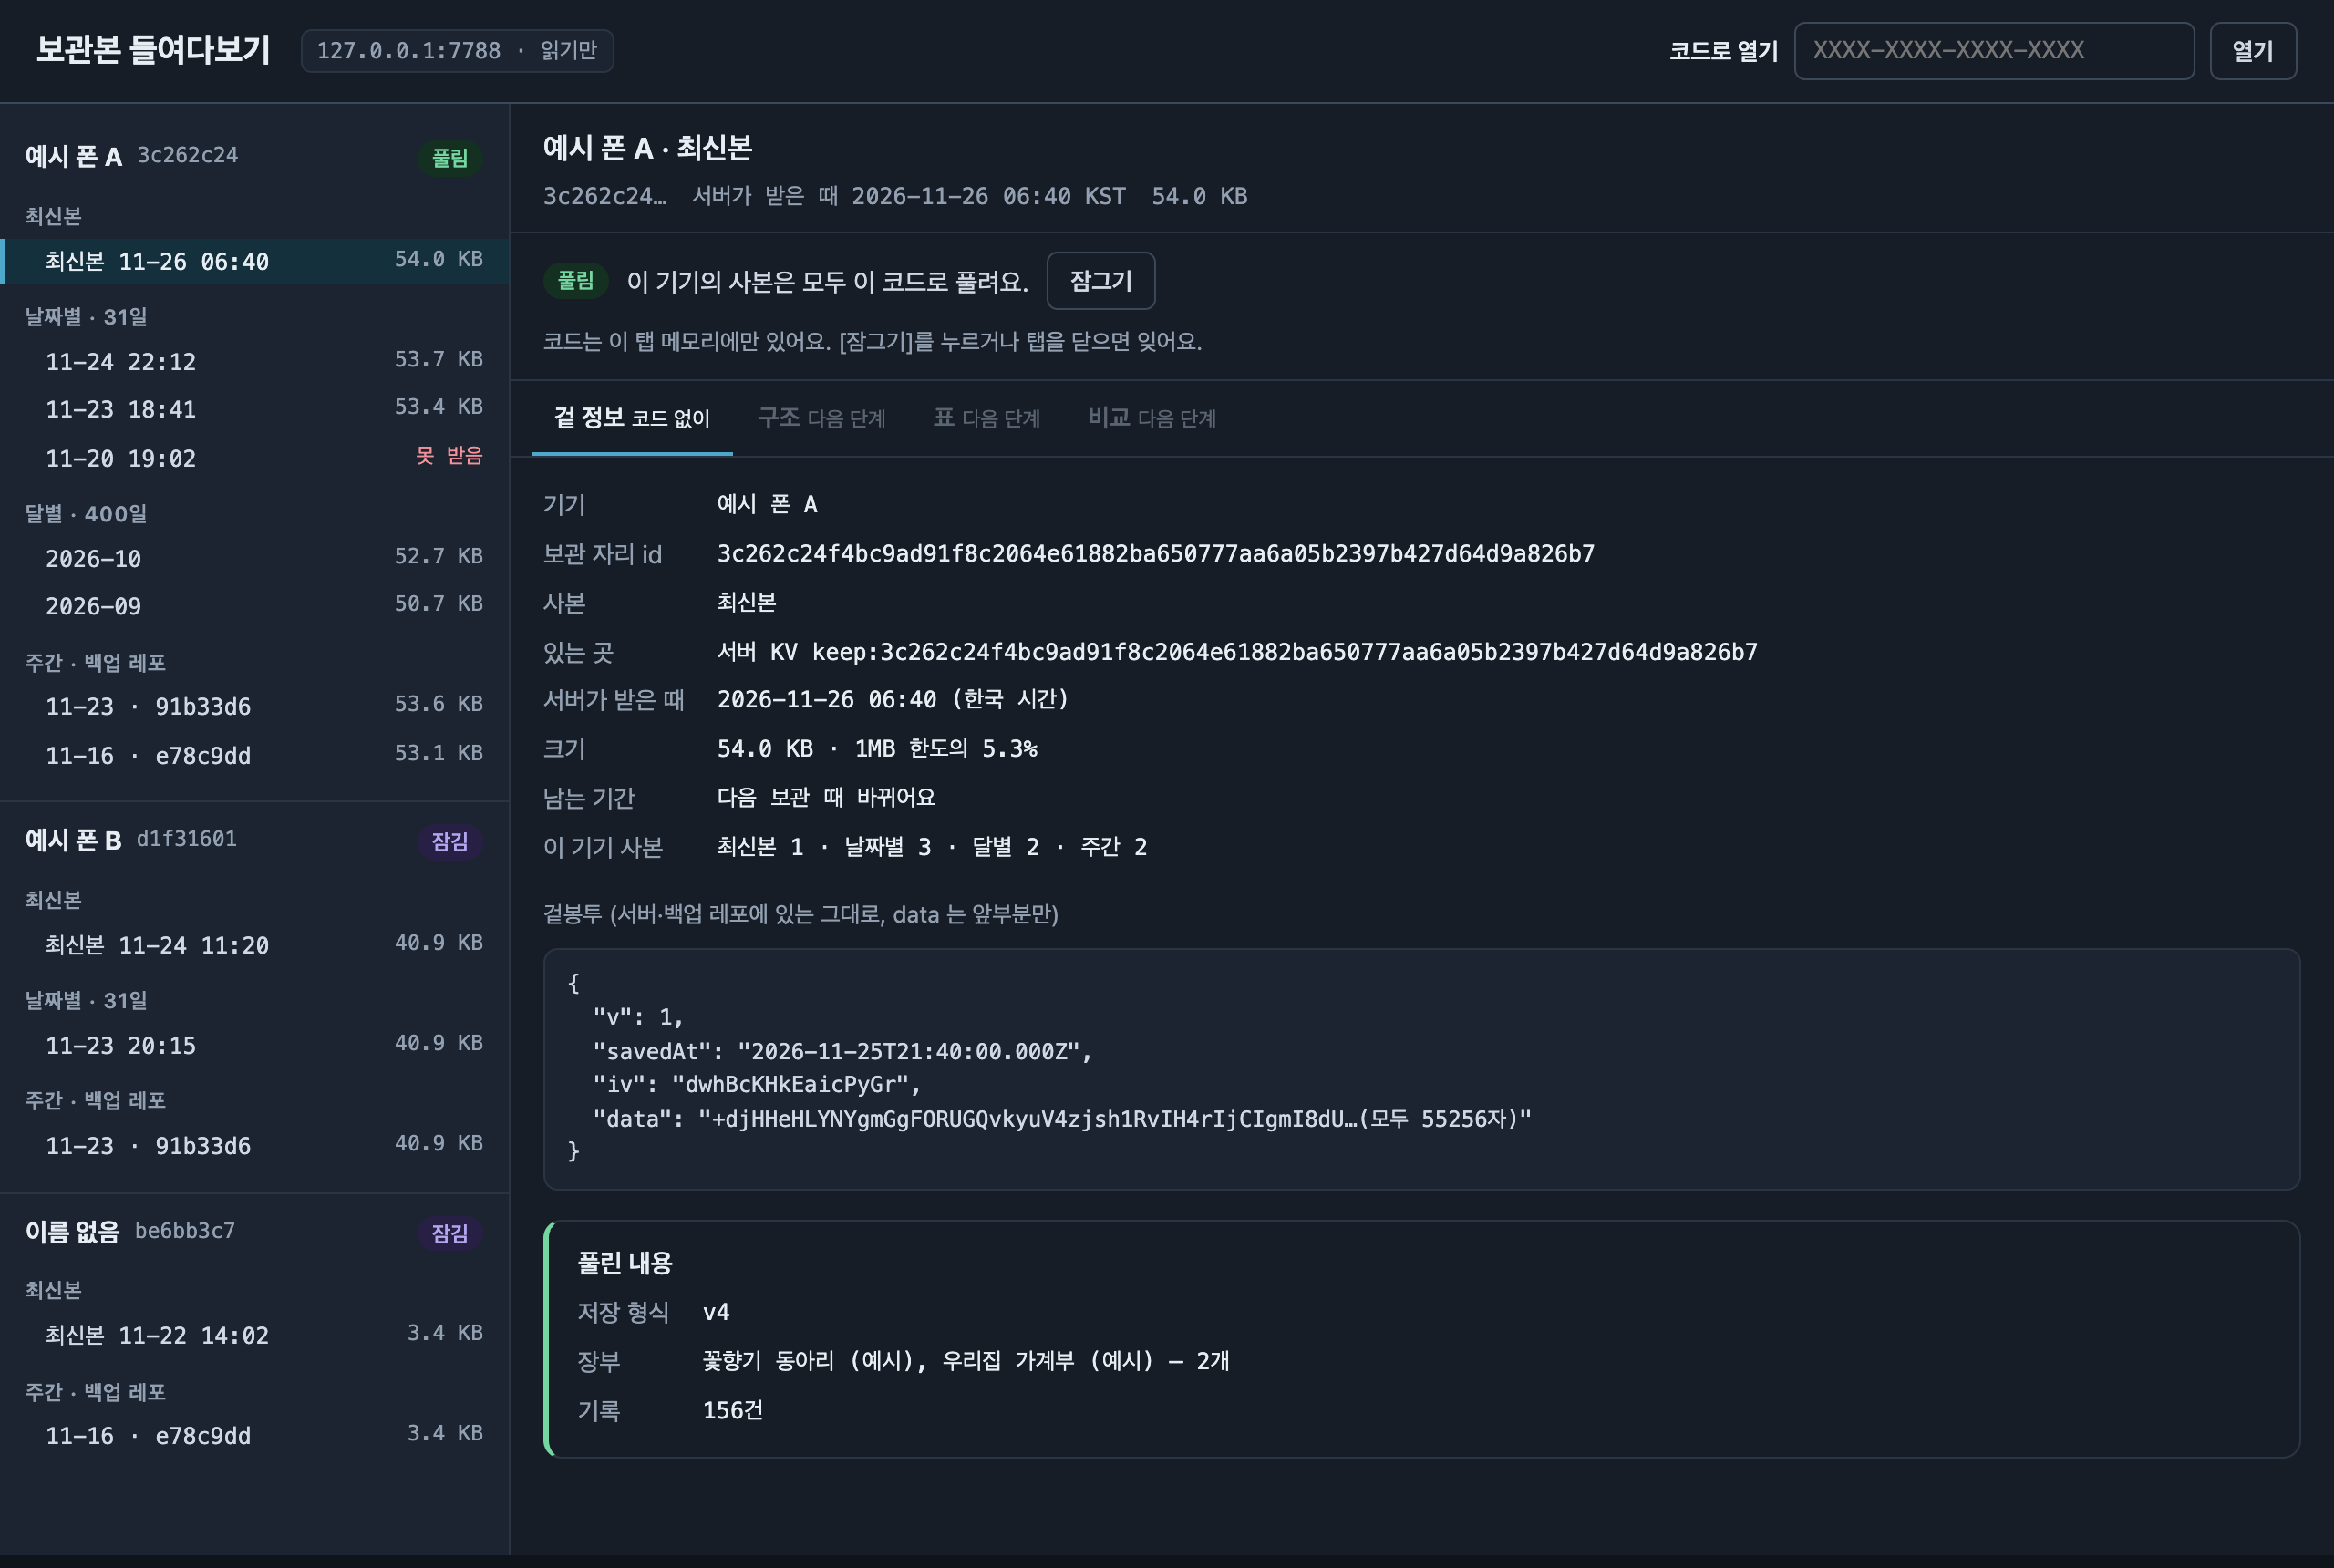 보관본 들여다보기 127.0.0.1:7788 · 읽기만 코드로 열기 XXXX-XXXX-XXXX-XXXX 열기
예시 폰 A 3c262c24 풀림
최신본
최신본 11-26 06:40 54.0 KB
날짜별 · 31일
11-24 22:12 53.7 KB
11-23 18:41 53.4 KB
11-20 19:02 못 받음
달별 · 400일
2026-10 52.7 KB
2026-09 50.7 KB
주간 · 백업 레포
11-23 · 91b33d6 53.6 KB
11-16 · e78c9dd 53.1 KB
예시 폰 B d1f31601 잠김
최신본
최신본 11-24 11:20 40.9 KB
날짜별 · 31일
11-23 20:15 40.9 KB
주간 · 백업 레포
11-23 · 91b33d6 40.9 KB
이름 없음 be6bb3c7 잠김
최신본
최신본 11-22 14:02 3.4 KB
주간 · 백업 레포
11-16 · e78c9dd 3.4 KB
예시 폰 A · 최신본
3c262c24… 서버가 받은 때 2026-11-26 06:40 KST 54.0 KB
풀림 이 기기의 사본은 모두 이 코드로 풀려요. 잠그기
코드는 이 탭 메모리에만 있어요. [잠그기]를 누르거나 탭을 닫으면 잊어요.
겉 정보 코드 없이 구조 다음 단계 표 다음 단계 비교 다음 단계
기기 예시 폰 A
보관 자리 id 3c262c24f4bc9ad91f8c2064e61882ba650777aa6a05b2397b427d64d9a826b7
사본 최신본
있는 곳 서버 KV keep:3c262c24f4bc9ad91f8c2064e61882ba650777aa6a05b2397b427d64d9a826b7
서버가 받은 때 2026-11-26 06:40 (한국 시간)
크기 54.0 KB · 1MB 한도의 5.3%
남는 기간 다음 보관 때 바뀌어요
이 기기 사본 최신본 1 · 날짜별 3 · 달별 2 · 주간 2
겉봉투 (서버·백업 레포에 있는 그대로, data 는 앞부분만)
{
"v": 1,
"savedAt": "2026-11-25T21:40:00.000Z",
"iv": "dwhBcKHkEaicPyGr",
"data": "+djHHeHLYNYgmGgFORUGQvkyuV4zjsh1RvIH4rIjCIgmI8dU…(모두 55256자)"
}
풀린 내용
저장 형식 v4
장부 꽃향기 동아리 (예시), 우리집 가계부 (예시) — 2개
기록 156건